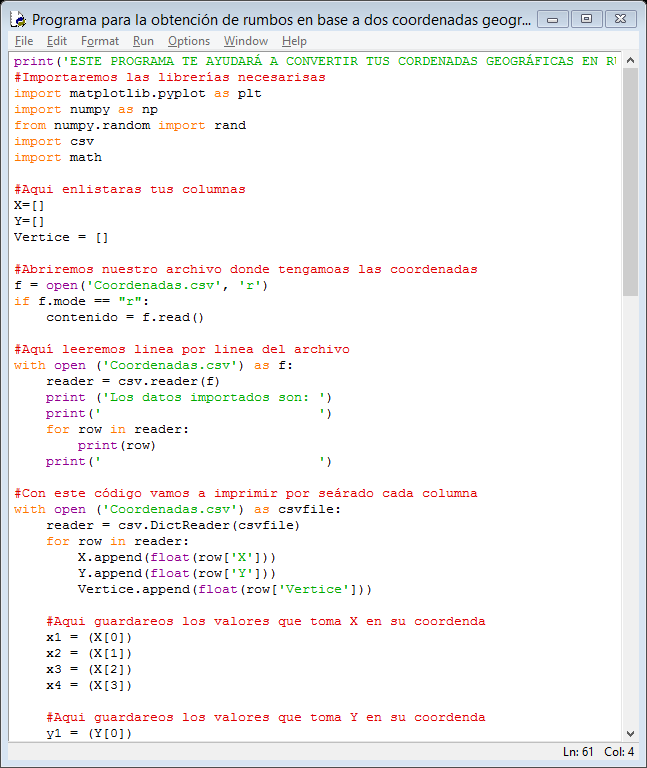 Programa para la obtención de rumbos en base a dos coordenadas geogr...
File Edit Format Run Options Window Help
print('ESTE PROGRAMA TE AYUDARÁ A CONVERTIR TUS CORDENADAS GEOGRÁFICAS EN RU
#Importaremos las librerías necesarisas
import matplotlib.pyplot as plt
import numpy as np
from numpy.random import rand
import csv
import math
#Aqui enlistaras tus columnas
X=[]
Y=[]
Vertice = []
#Abriremos nuestro archivo donde tengamoas las coordenadas
f = open('Coordenadas.csv', 'r')
if f.mode == "r":
    contenido = f.read()
#Aquí leeremos linea por linea del archivo
with open ('Coordenadas.csv') as f:
    reader = csv.reader(f)
    print ('Los datos importados son: ')
    print('                           ')
    for row in reader:
        print(row)
    print('                           ')
#Con este código vamos a imprimir por seárado cada columna
with open ('Coordenadas.csv') as csvfile:
    reader = csv.DictReader(csvfile)
    for row in reader:
        X.append(float(row['X']))
        Y.append(float(row['Y']))
        Vertice.append(float(row['Vertice']))
    #Aqui guardareos los valores que toma X en su coordenda
    x1 = (X[0])
    x2 = (X[1])
    x3 = (X[2])
    x4 = (X[3])
    #Aqui guardareos los valores que toma Y en su coordenda
    y1 = (Y[0])
Ln: 61 Col: 4